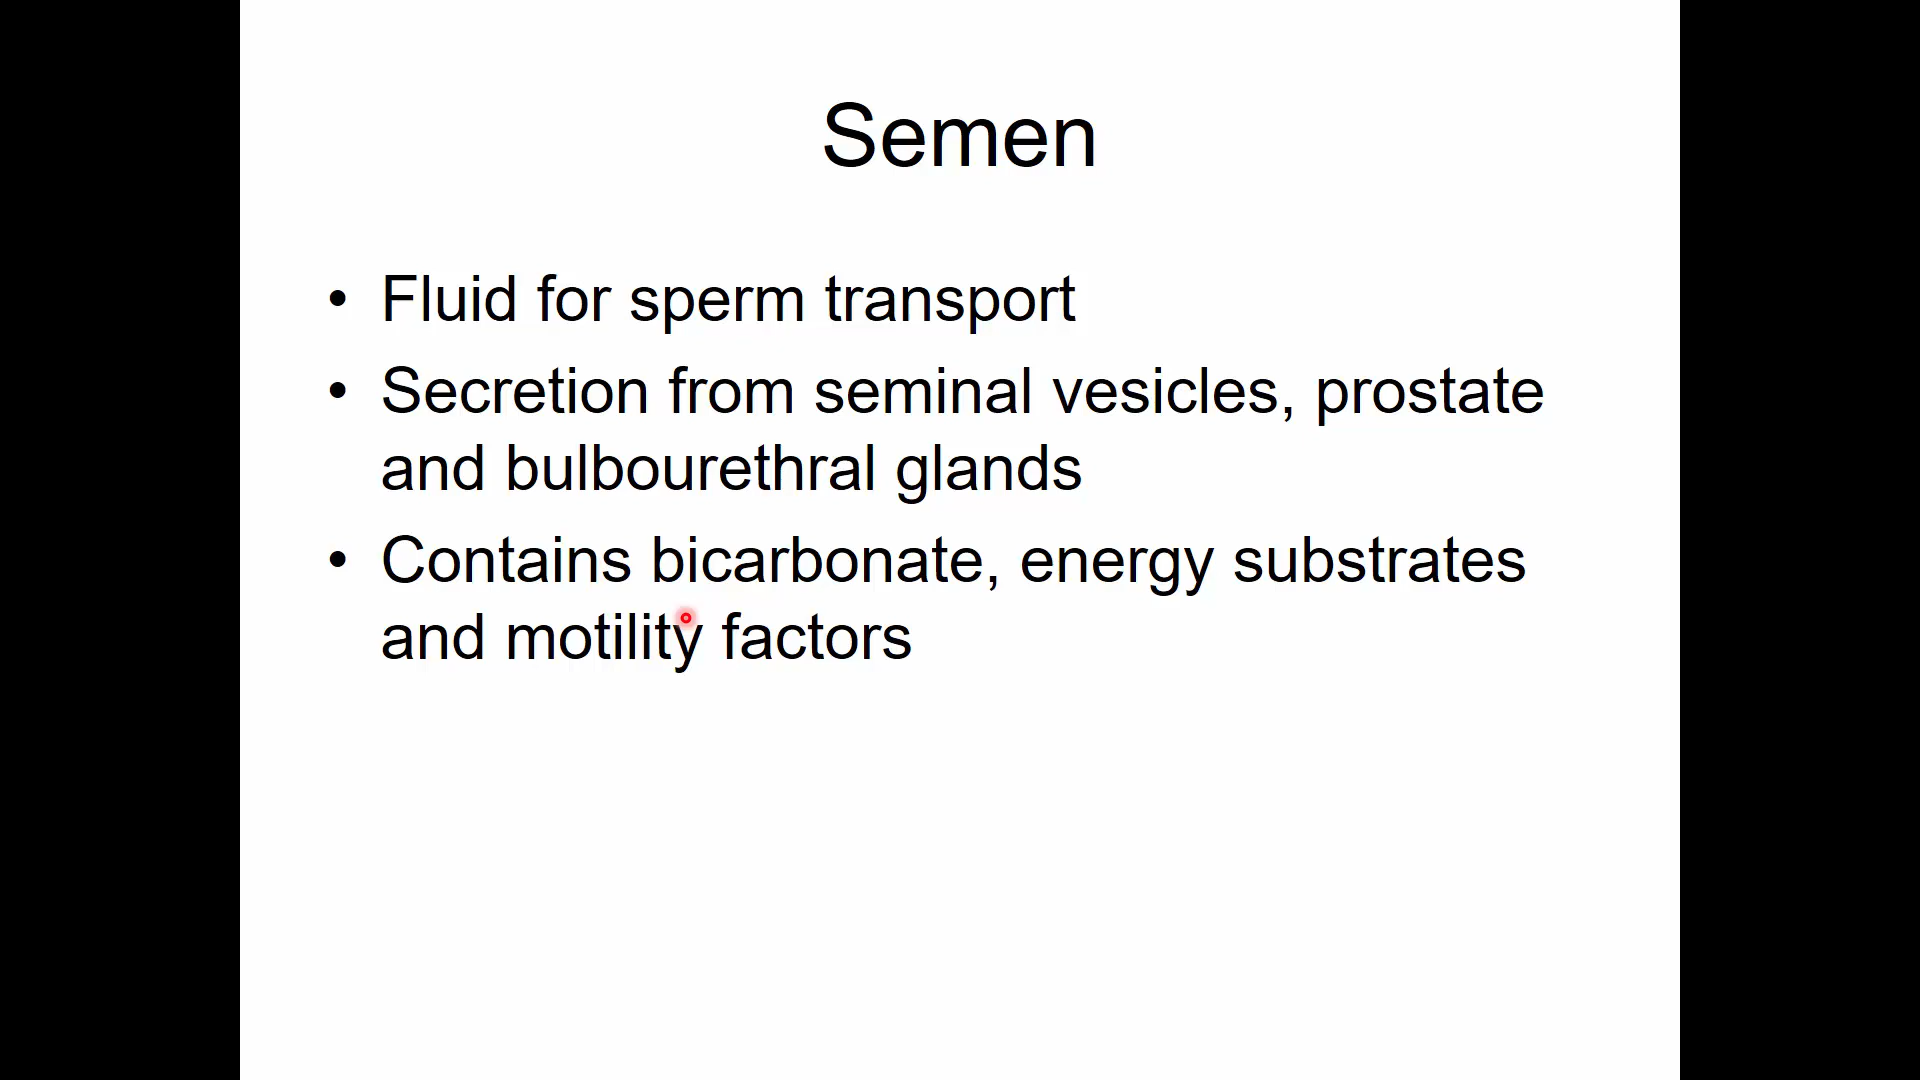 Semen
• Fluid for sperm transport
• Secretion from seminal vesicles, prostate
and bulbourethral glands
• Contains bicarbonate, energy substrates
and motility factors